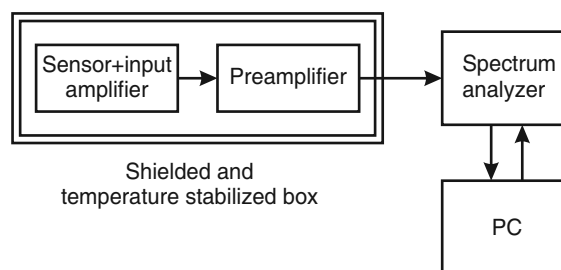 Sensor+input
amplifier
Preamplifier
Spectrum
analyzer
Shielded and
temperature stabilized box
PC